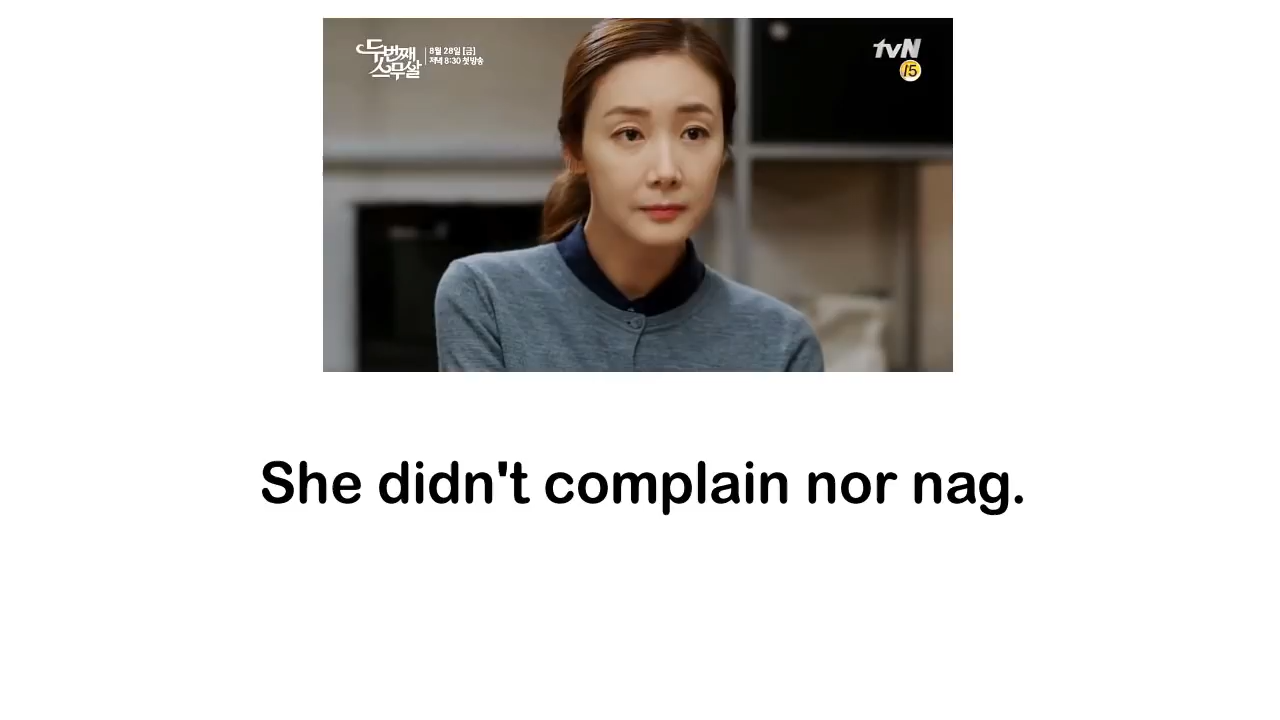 두번째
스무살
8월 28일 [금]
저녁 8:30 첫방송
tvN
15
She didn't complain nor nag.